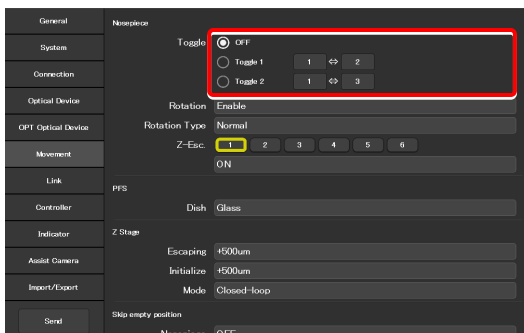 General
System
Connection
Optical Device
OPT Optical Device
Movement
Link
Controller
Indicator
Assist Camera
Import/Export
Send
Nosepiece
Toggle OFF
Toggle 1 1 ⇔ 2
Toggle 2 1 ⇔ 3
Rotation Enable
Rotation Type Normal
Z-Esc. 1 2 3 4 5 6
ON
PFS
Dish Glass
Z Stage
Escaping +500um
Initialize +500um
Mode Closed-loop
Skip empty position
Nosepiece OFF